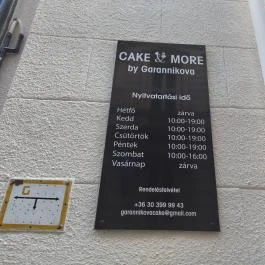 CAKE & MORE
by Garannikova
Nyitvatartási idő
Hétfő zárva
Kedd 10:00-19:00
Szerda 10:00-19:00
Csütörtök 10:00-19:00
Péntek 10:00-19:00
Szombat 10:00-16:00
Vasárnap zárva
Rendelésfelvétel
+36 30 399 99 43
garannikovacake@gmail.com
G